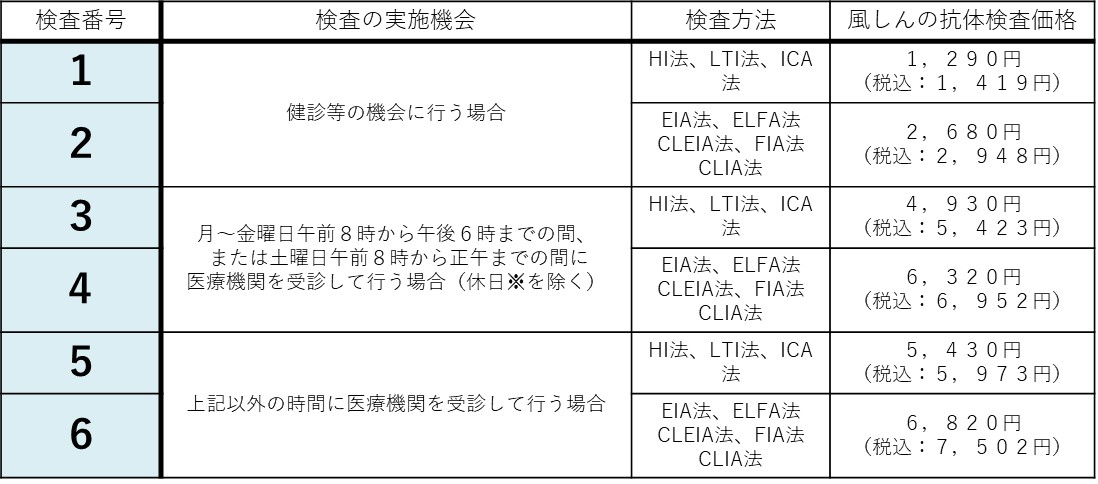 検査番号
検査の実施機会
検査方法
風しんの抗体検査価格
1
健診等の機会に行う場合
HI法、LTI法、ICA
法
１，２９０円
（税込：１，４１９円）
2
EIA法、ELFA法
CLEIA法、FIA法
CLIA法
２，６８０円
（税込：２，９４８円）
3
月～金曜日午前８時から午後６時までの間、
または土曜日午前８時から正午までの間に
医療機関を受診して行う場合（休日※を除く）
HI法、LTI法、ICA
法
４，９３０円
（税込：５，４２３円）
4
EIA法、ELFA法
CLEIA法、FIA法
CLIA法
６，３２０円
（税込：６，９５２円）
5
上記以外の時間に医療機関を受診して行う場合
HI法、LTI法、ICA
法
５，４３０円
（税込：５，９７３円）
6
EIA法、ELFA法
CLEIA法、FIA法
CLIA法
６，８２０円
（税込：７，５０２円）